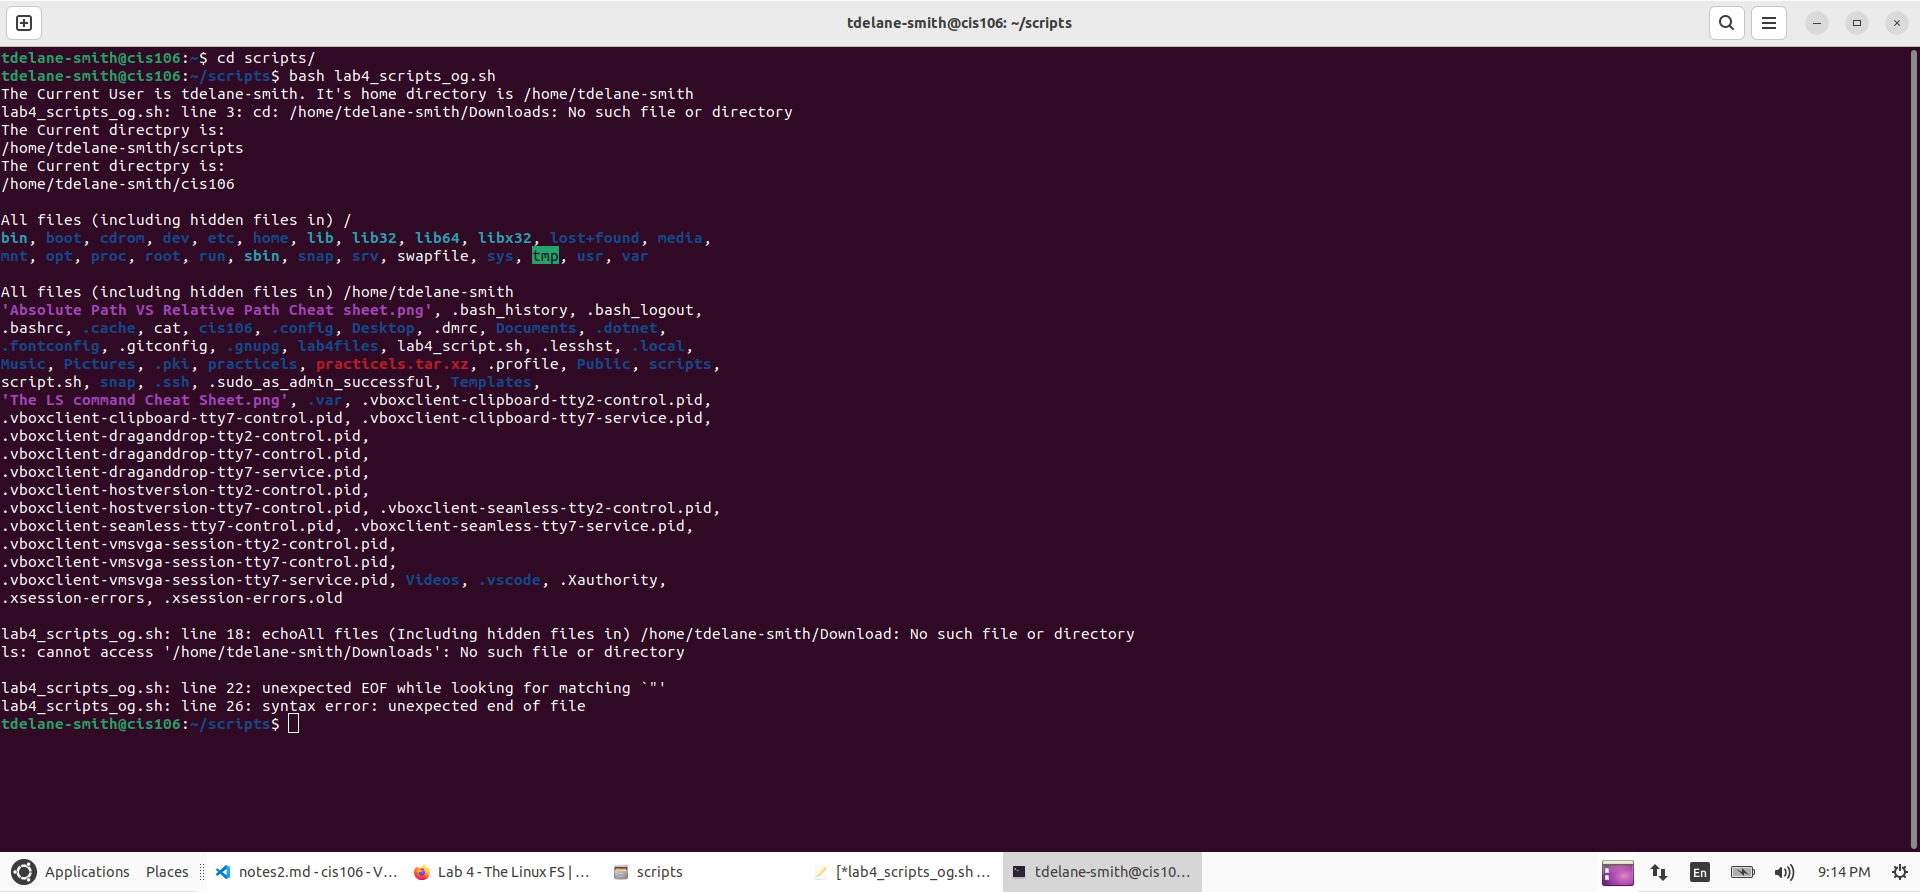 tdelane-smith@cis106: ~/scripts
tdelane-smith@cis106:~$ cd scripts/
tdelane-smith@cis106:~/scripts$ bash lab4_scripts_og.sh
The Current User is tdelane-smith. It's home directory is /home/tdelane-smith
lab4_scripts_og.sh: line 3: cd: /home/tdelane-smith/Downloads: No such file or directory
The Current directpry is:
/home/tdelane-smith/scripts
The Current directpry is:
/home/tdelane-smith/cis106
All files (including hidden files in) /
bin, boot, cdrom, dev, etc, home, lib, lib32, lib64, libx32, lost+found, media,
mnt, opt, proc, root, run, sbin, snap, srv, swapfile, sys, tmp, usr, var
All files (including hidden files in) /home/tdelane-smith
'Absolute Path VS Relative Path Cheat sheet.png', .bash_history, .bash_logout,
.bashrc, .cache, cat, cis106, .config, Desktop, .dmrc, Documents, .dotnet,
.fontconfig, .gitconfig, .gnupg, lab4files, lab4_script.sh, .lesshst, .local,
Music, Pictures, .pki, practicels, practicels.tar.xz, .profile, Public, scripts,
script.sh, snap, .ssh, .sudo_as_admin_successful, Templates,
'The LS command Cheat Sheet.png', .var, .vboxclient-clipboard-tty2-control.pid,
.vboxclient-clipboard-tty7-control.pid, .vboxclient-clipboard-tty7-service.pid,
.vboxclient-draganddrop-tty2-control.pid,
.vboxclient-draganddrop-tty7-control.pid,
.vboxclient-draganddrop-tty7-service.pid,
.vboxclient-hostversion-tty2-control.pid,
.vboxclient-hostversion-tty7-control.pid, .vboxclient-seamless-tty2-control.pid,
.vboxclient-seamless-tty7-control.pid, .vboxclient-seamless-tty7-service.pid,
.vboxclient-vmsvga-session-tty2-control.pid,
.vboxclient-vmsvga-session-tty7-control.pid,
.vboxclient-vmsvga-session-tty7-service.pid, Videos, .vscode, .Xauthority,
.xsession-errors, .xsession-errors.old
lab4_scripts_og.sh: line 18: echoAll files (Including hidden files in) /home/tdelane-smith/Download: No such file or directory
ls: cannot access '/home/tdelane-smith/Downloads': No such file or directory
lab4_scripts_og.sh: line 22: unexpected EOF while looking for matching `"'
lab4_scripts_og.sh: line 26: syntax error: unexpected end of file
tdelane-smith@cis106:~/scripts$
Applications Places notes2.md - cis106 - V... Lab 4 - The Linux FS | ... scripts [*lab4_scripts_og.sh ... tdelane-smith@cis10... En 9:14 PM